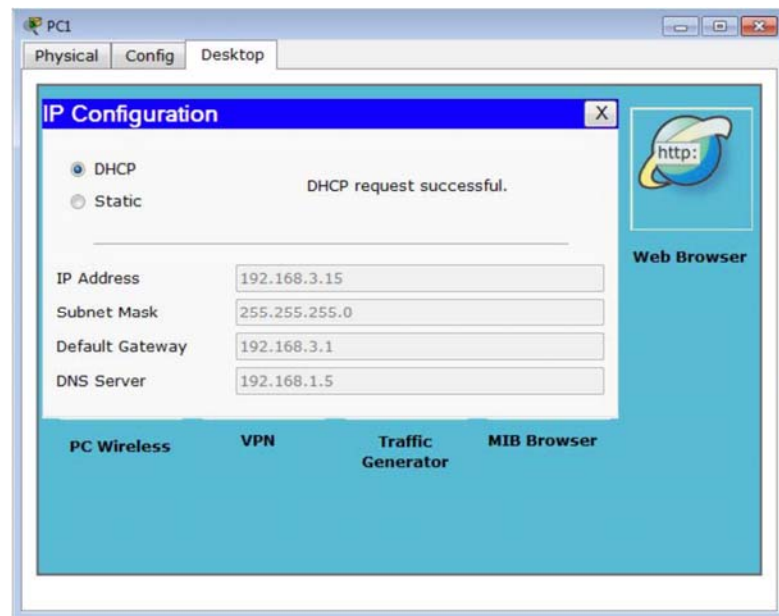 PC1
Physical Config Desktop
IP Configuration X
http:
DHCP
DHCP request successful.
Static
Web Browser
IP Address 192.168.3.15
Subnet Mask 255.255.255.0
Default Gateway 192.168.3.1
DNS Server 192.168.1.5
PC Wireless VPN Traffic Generator MIB Browser